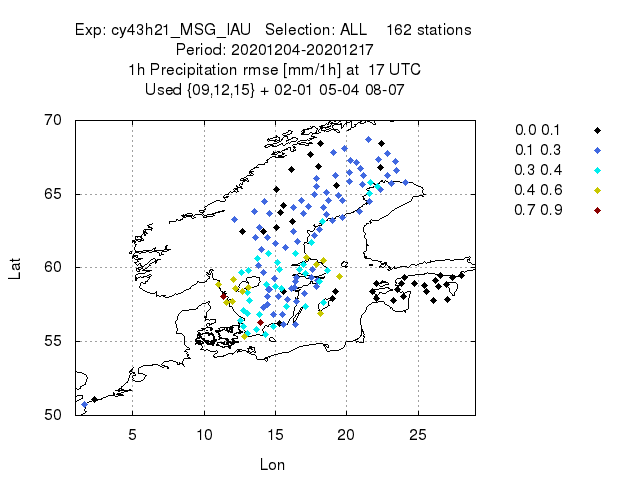 Exp: cy43h21_MSG_IAU   Selection: ALL    162 stations
Period: 20201204-20201217
1h Precipitation rmse [mm/1h] at  17 UTC
Used {09,12,15} + 02-01 05-04 08-07
70
65
60
55
50
Lat
5
10
15
20
25
Lon
0.0 0.1
0.1 0.3
0.3 0.4
0.4 0.6
0.7 0.9